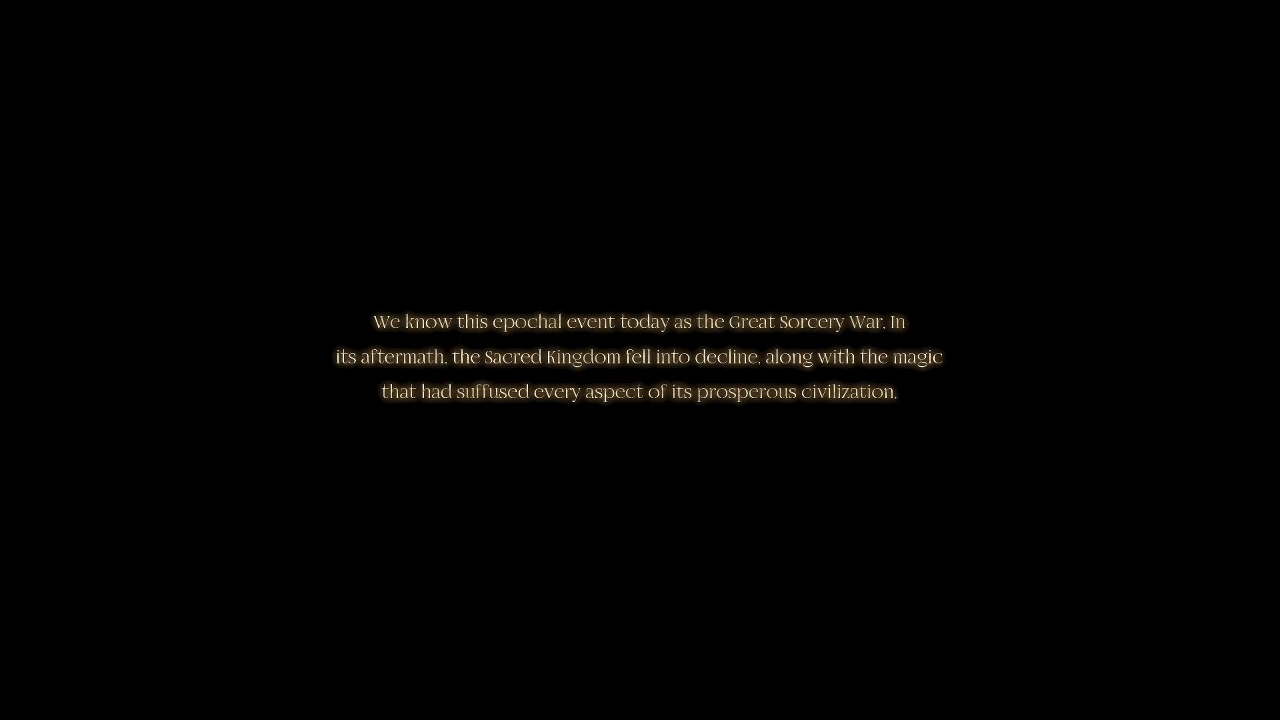 We know this epochal event today as the Great Sorcery War. In
its aftermath, the Sacred Kingdom fell into decline, along with the magic
that had suffused every aspect of its prosperous civilization.